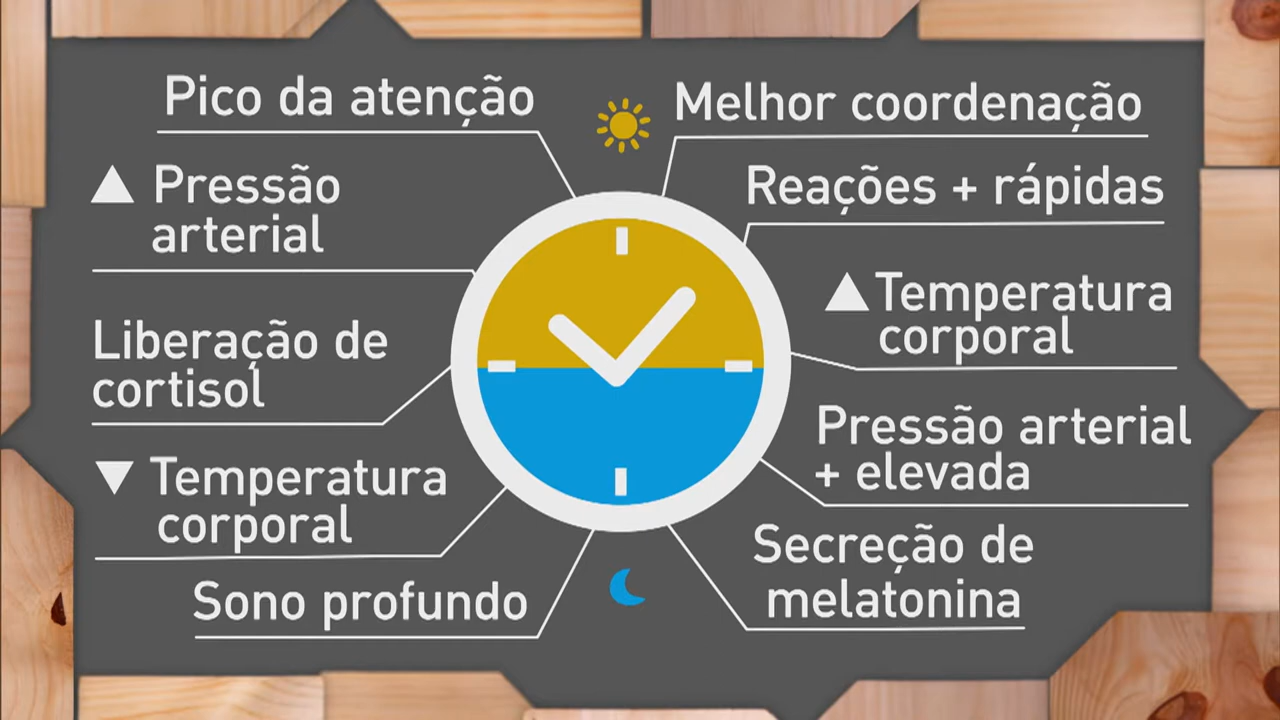 Pico da atenção
Melhor coordenação
▲ Pressão
arterial
Reações + rápidas
Liberação de
cortisol
▲ Temperatura
corporal
▼ Temperatura
corporal
Pressão arterial
+ elevada
Sono profundo
Secreção de
melatonina